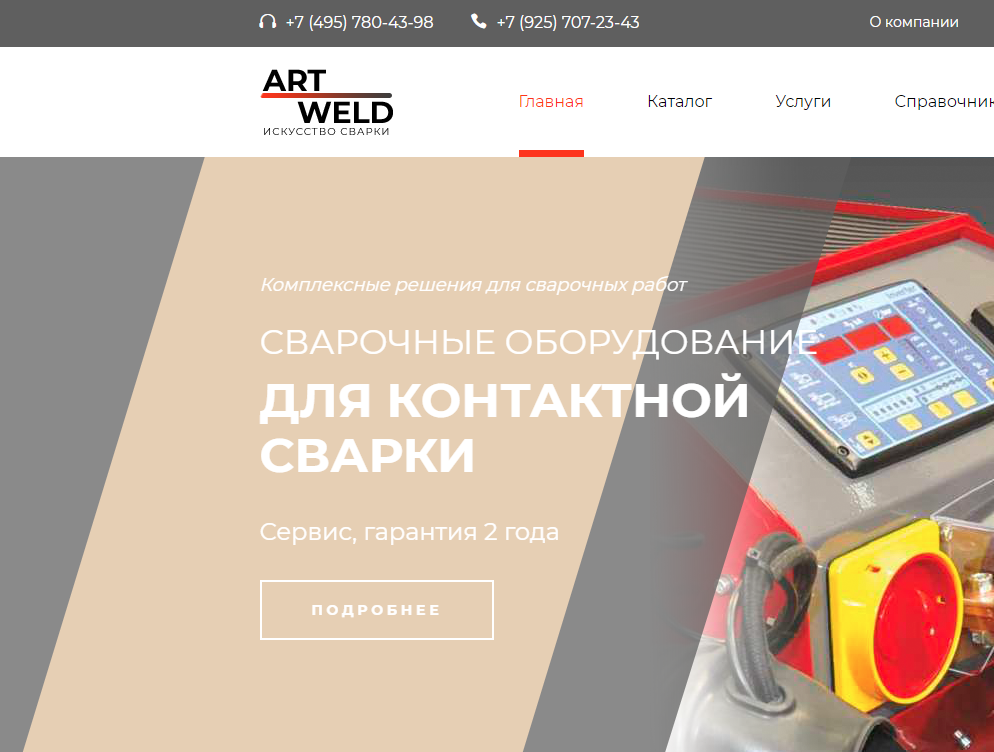 +7 (495) 780-43-98 +7 (925) 707-23-43 О компании
ART
WELD
ИСКУССТВО СВАРКИ
Главная Каталог Услуги
Комплексные решения для сварочных работ
СВАРОЧНЫЕ ОБОРУДОВАНИЕ
ДЛЯ КОНТАКТНОЙ
СВАРКИ
Сервис, гарантия 2 года
ПОДРОБНЕЕ